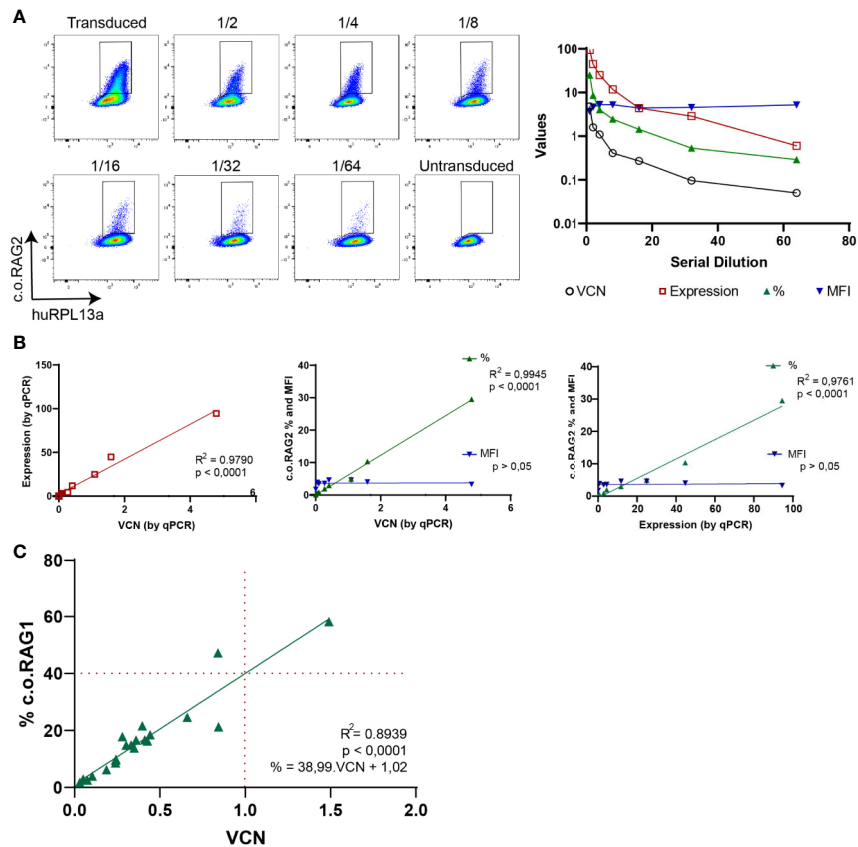 A
Transduced
1/2
1/4
1/8
1/16
1/32
1/64
Untransduced
c.o.RAG2
huRPL13a
Values
100
10
1
0.1
0.01
0
20
40
60
80
Serial Dilution
VCN
Expression
%
MFI
B
Expression (by qPCR)
150
100
50
0
0
2
4
6
R² = 0,9790
p < 0,0001
VCN (by qPCR)
c.o.RAG2 % and MFI
40
30
20
10
0
0
2
4
6
%
R² = 0,9945
p < 0,0001
MFI
p > 0,05
VCN (by qPCR)
c.o.RAG2 % and MFI
40
30
20
10
0
0
20
40
60
80
100
%
R² = 0,9761
p < 0,0001
MFI
p > 0,05
Expression (by qPCR)
C
% c.o.RAG1
80
60
40
20
0
0.0
0.5
1.0
1.5
2.0
R²= 0.8939
p < 0,0001
% = 38,99.VCN + 1,02
VCN